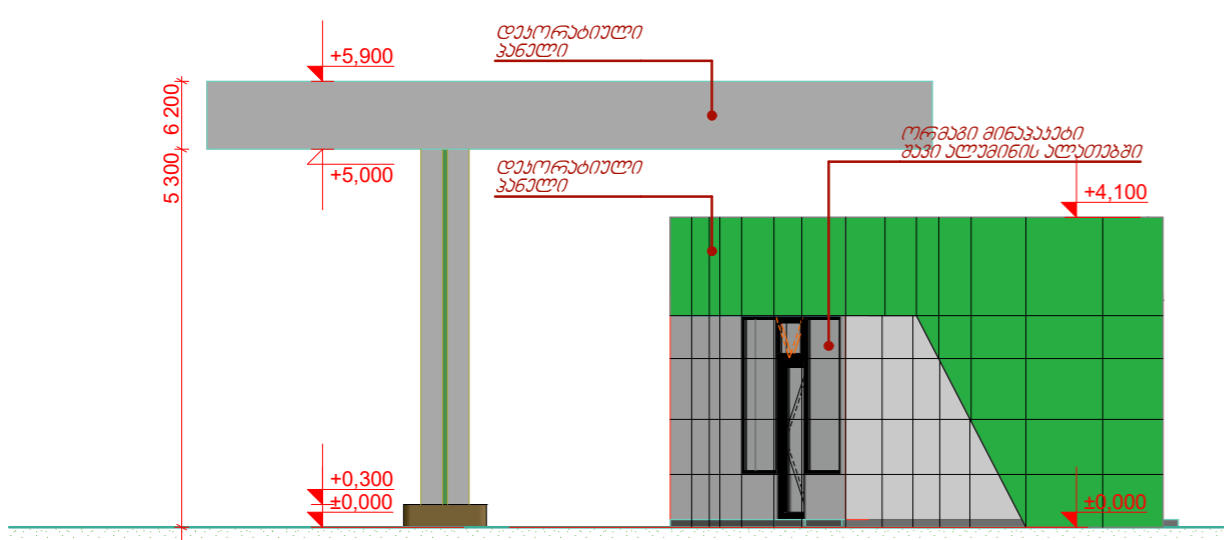 დეკორატიული
პანელი
+5,900
6 200
ორმაგი მინაპაკეტი
შავი ალუმინის ალათებში
+5,000
დეკორატიული
პანელი
5 300
+4,100
+0,300
±0,000
±0,000